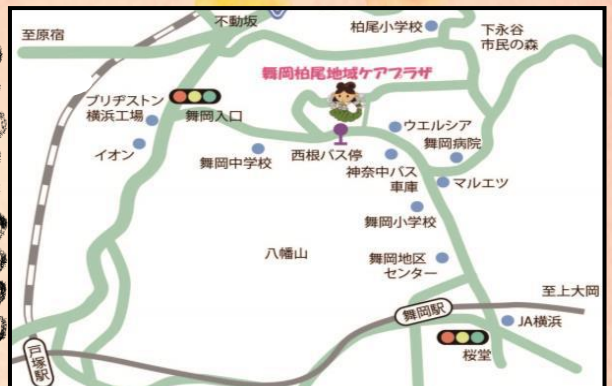 至原宿
不動坂
柏尾小学校
下永谷
市民の森
舞岡柏尾地域ケアプラザ
ブリヂストン
横浜工場
舞岡入口
イオン
舞岡中学校
西根バス停
ウエルシア
舞岡病院
神奈中バス
車庫
マルエツ
舞岡小学校
八幡山
舞岡地区
センター
至上大岡
舞岡駅
JA横浜
桜堂
戸塚駅